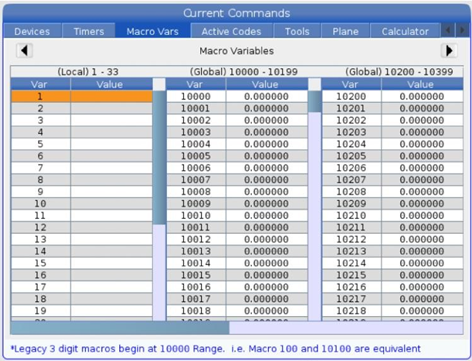 Current Commands
Devices Timers Macro Vars Active Codes Tools Plane Calculator
Macro Variables
(Local) 1 - 33 (Global) 10000 - 10199 (Global) 10200 - 10399
Var Value Var Value Var Value
1 10000 0.000000 10200 0.000000
2 10001 0.000000 10201 0.000000
3 10002 0.000000 10202 0.000000
4 10003 0.000000 10203 0.000000
5 10004 0.000000 10204 0.000000
6 10005 0.000000 10205 0.000000
7 10006 0.000000 10206 0.000000
8 10007 0.000000 10207 0.000000
9 10008 0.000000 10208 0.000000
10 10009 0.000000 10209 0.000000
11 10010 0.000000 10210 0.000000
12 10011 0.000000 10211 0.000000
13 10012 0.000000 10212 0.000000
14 10013 0.000000 10213 0.000000
15 10014 0.000000 10214 0.000000
16 10015 0.000000 10215 0.000000
17 10016 0.000000 10216 0.000000
18 10017 0.000000 10217 0.000000
19 10018 0.000000 10218 0.000000
*Legacy 3 digit macros begin at 10000 Range. i.e. Macro 100 and 10100 are equivalent